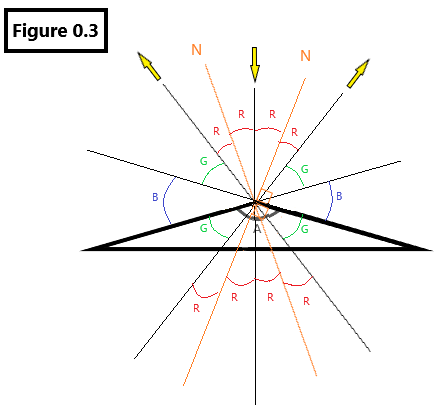 Figure 0.3
N
N
R R
R R
G G
B B
G A G
R R R R